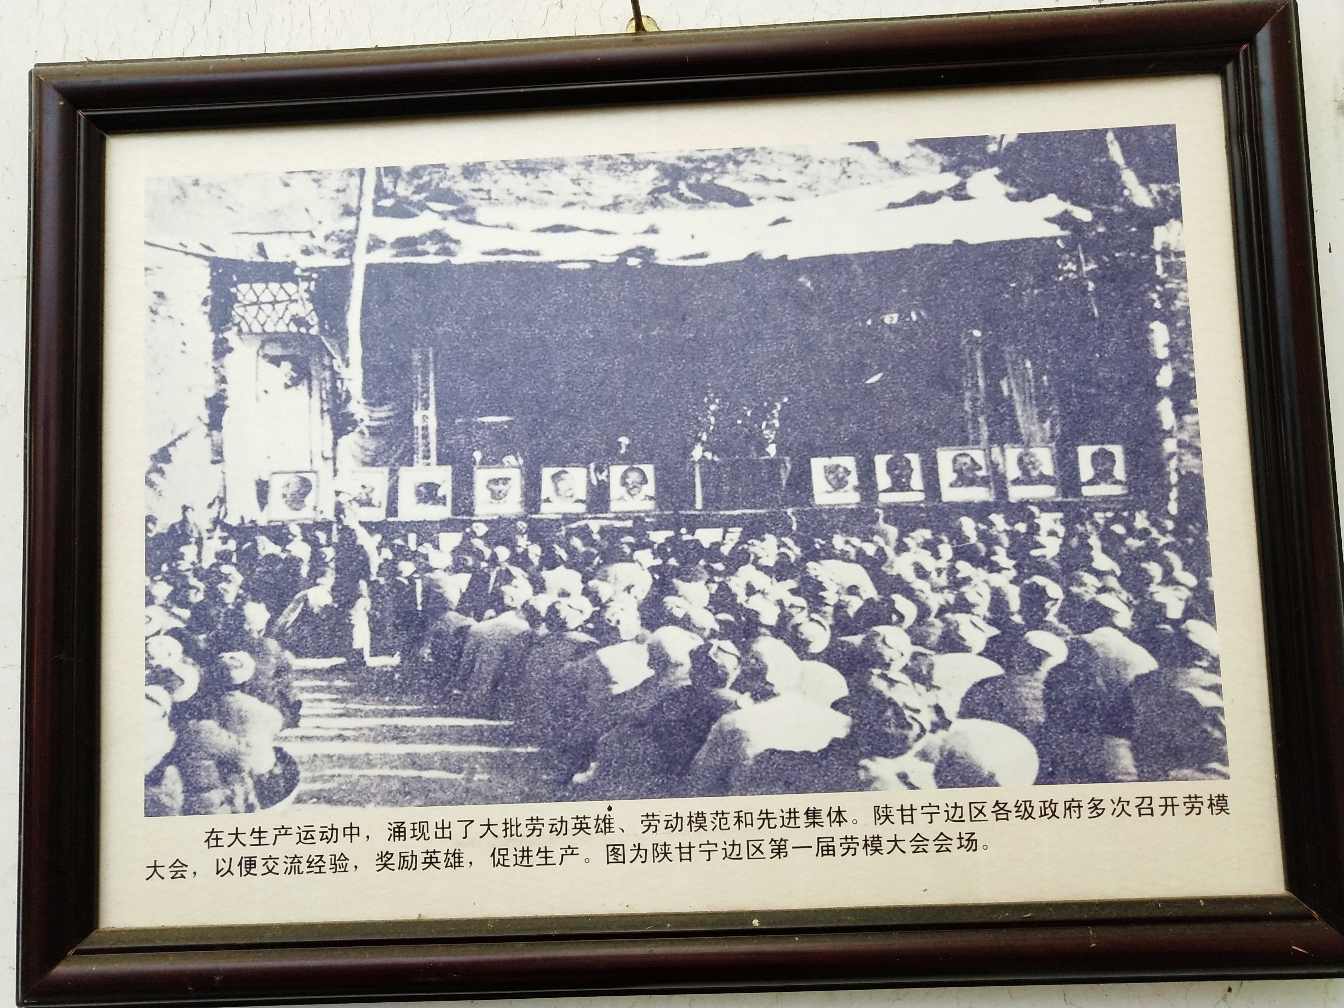 在大生产运动中，涌现出了大批劳动英雄、劳动模范和先进集体。陕甘宁边区各级政府多次召开劳模
大会，以便交流经验，奖励英雄，促进生产。图为陕甘宁边区第一届劳模大会会场。